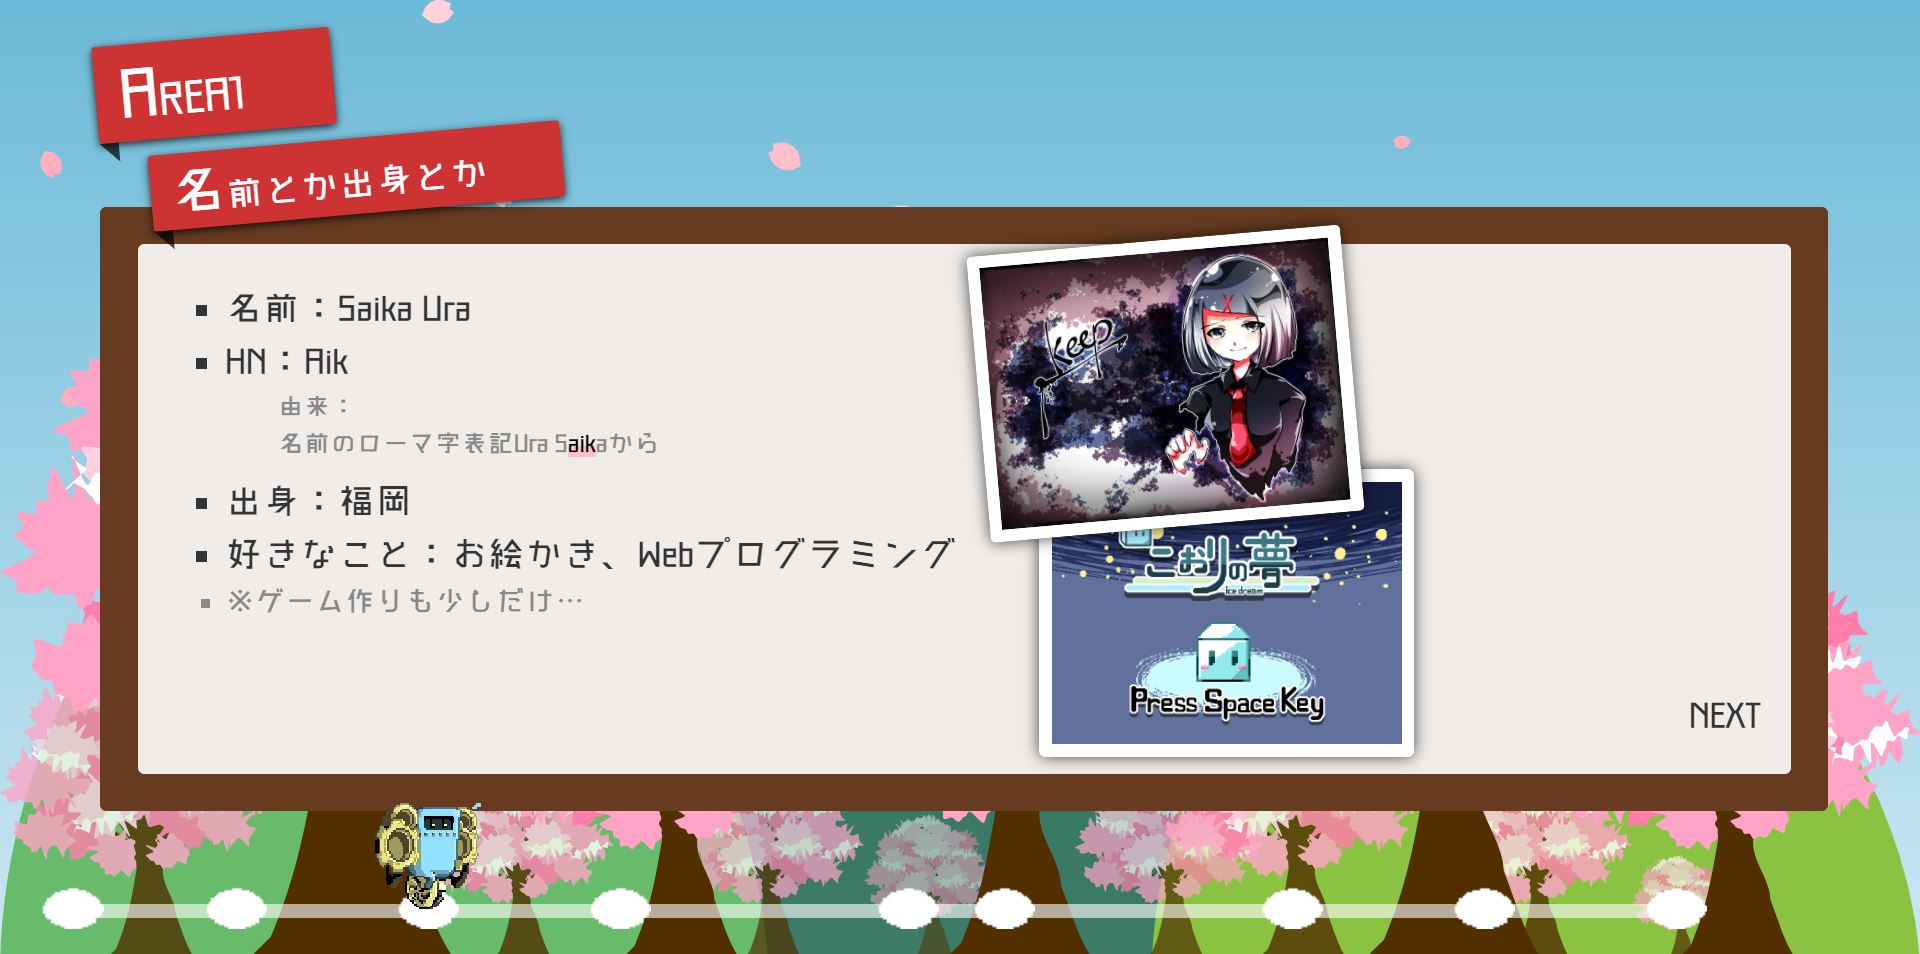 AREA1
名前とか出身とか
名前：Saika Ura
HN：Aik
由来：
名前のローマ字表記Ura Saikaから
出身：福岡
好きなこと：お絵かき、Webプログラミング
※ゲーム作りも少しだけ…
Keep
こおりの夢
Ice dream
Press Space Key
NEXT